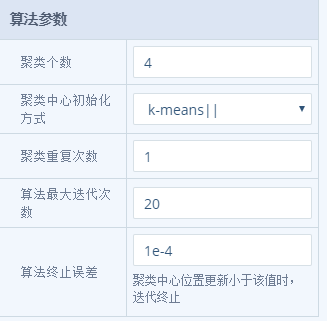 算法参数
聚类个数
4
聚类中心初始化
方式
k-means||
聚类重复次数
1
算法最大迭代次
数
20
算法终止误差
1e-4
聚类中心位置更新小于该值时，
迭代终止